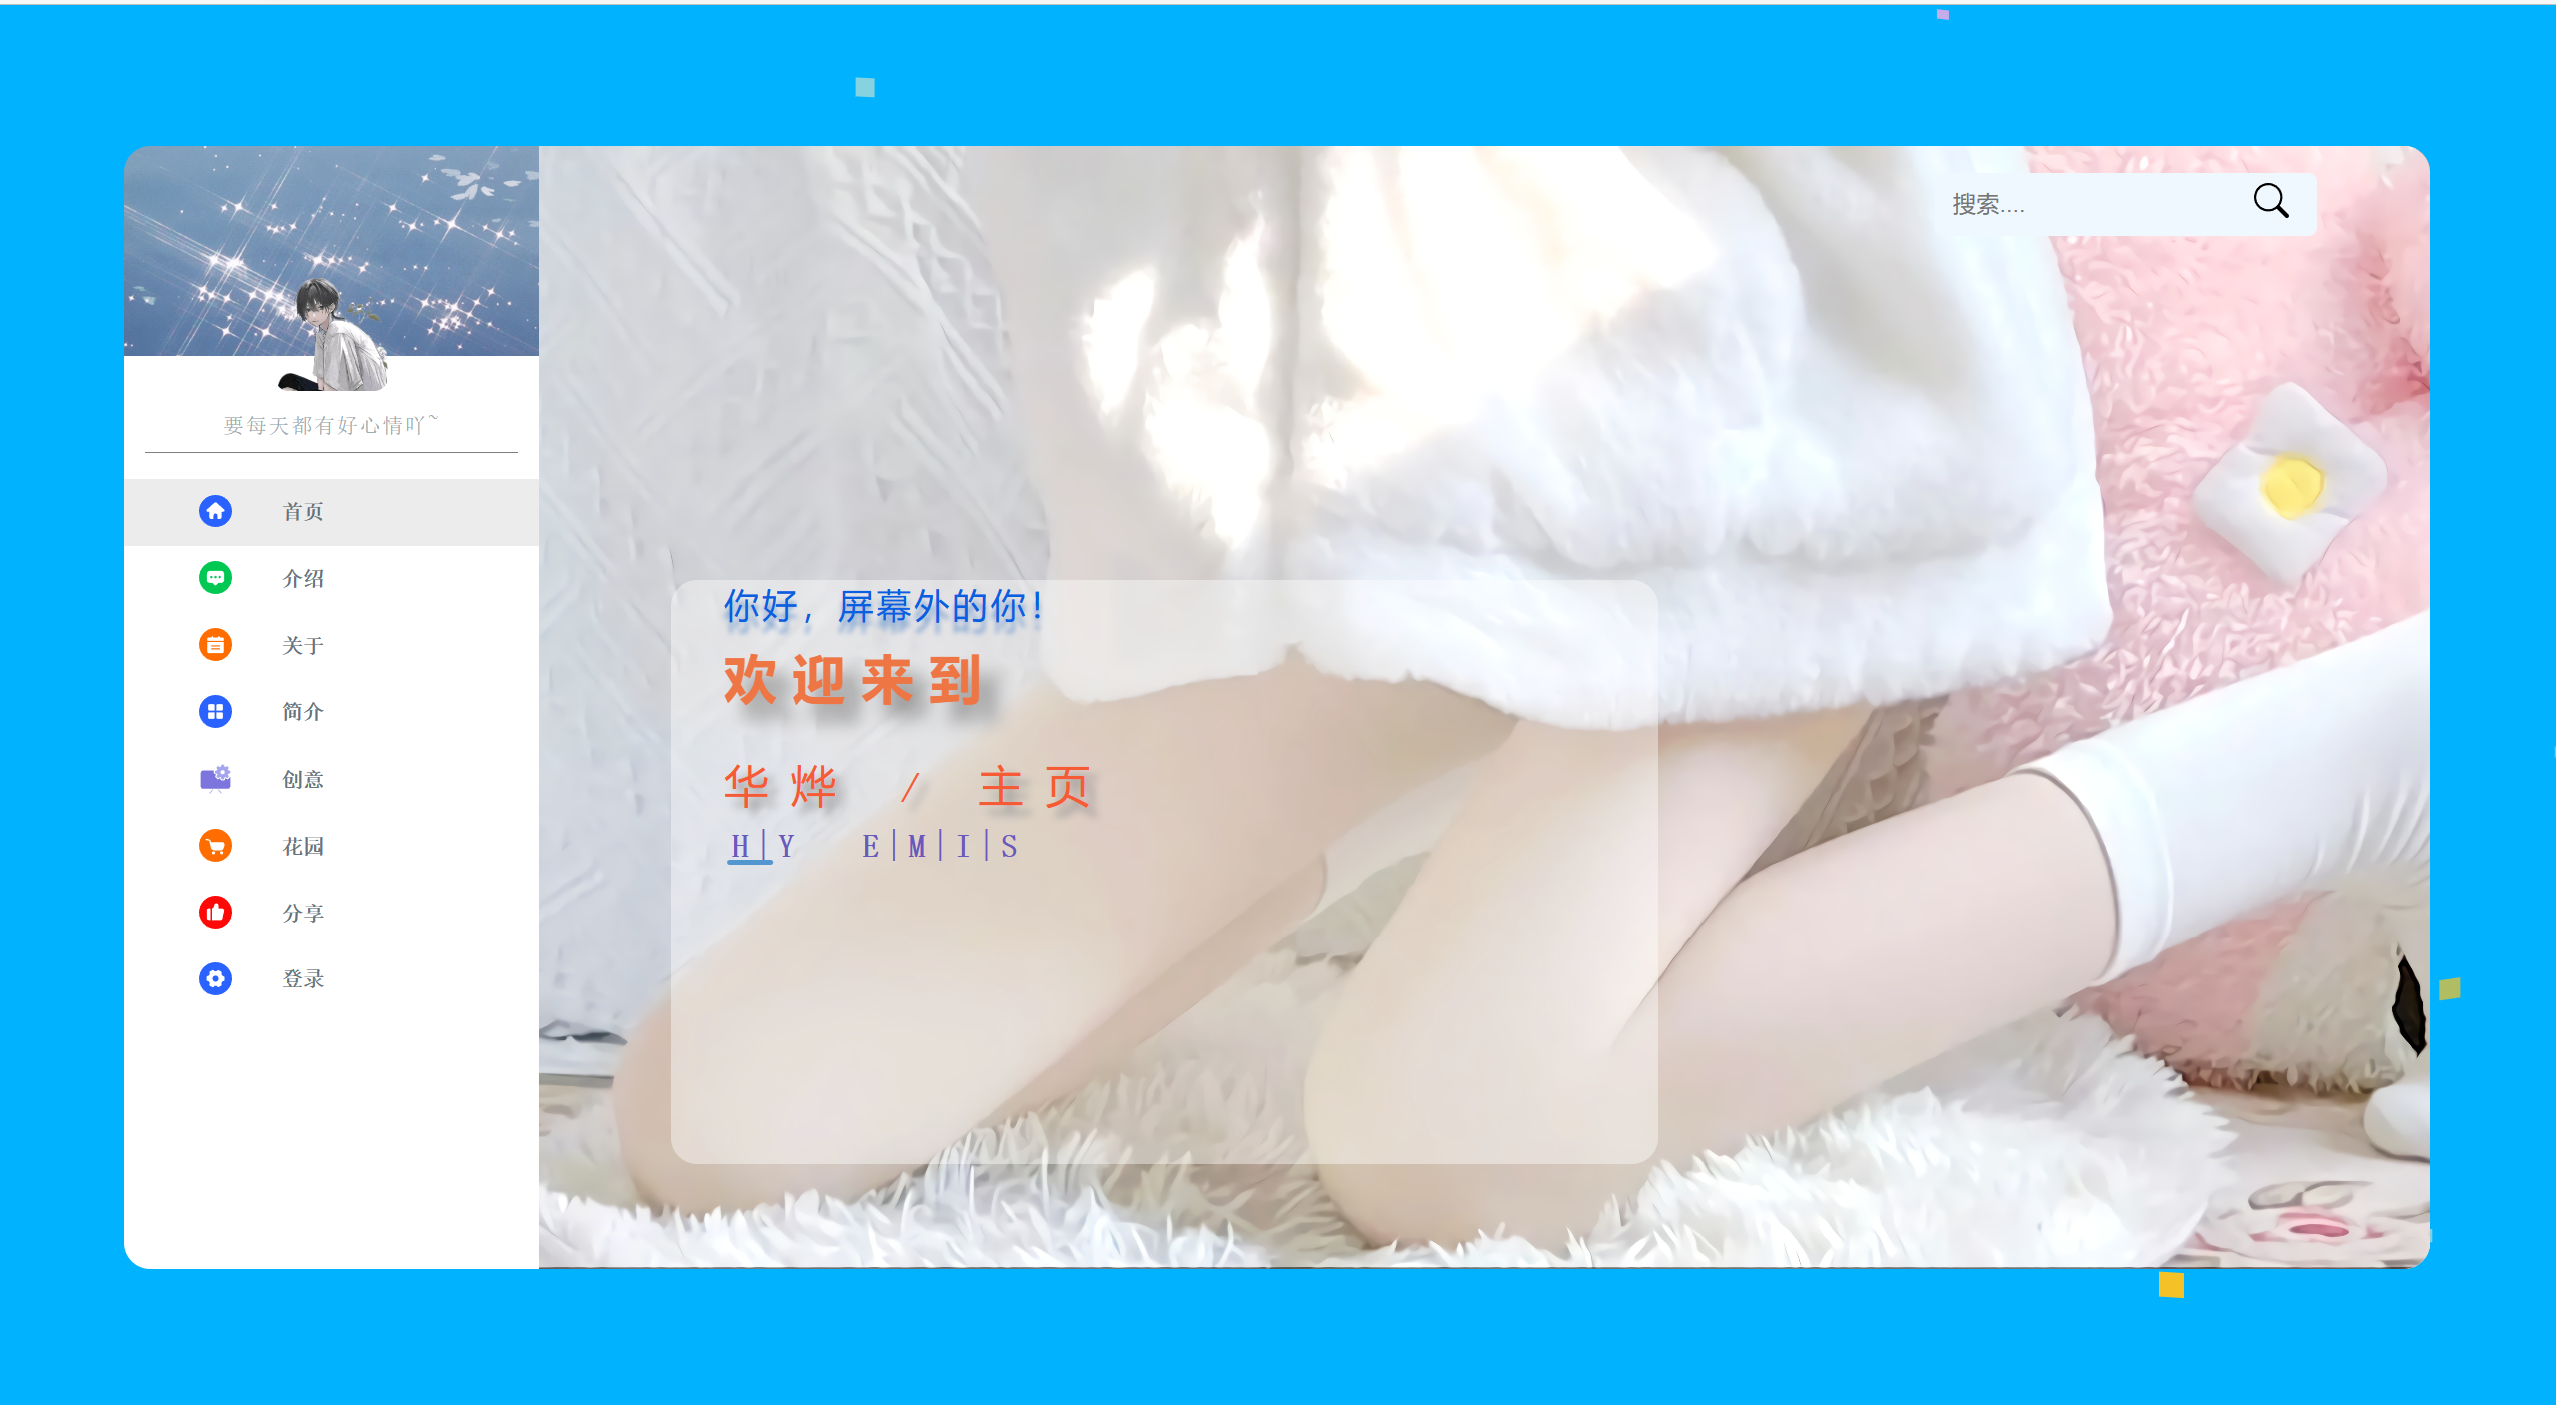 搜索....
要每天都有好心情吖~
首页
介绍
关于
简介
创意
花园
分享
登录
你好，屏幕外的你！
欢迎来到
华烨 / 主页
H|Y E|M|I|S